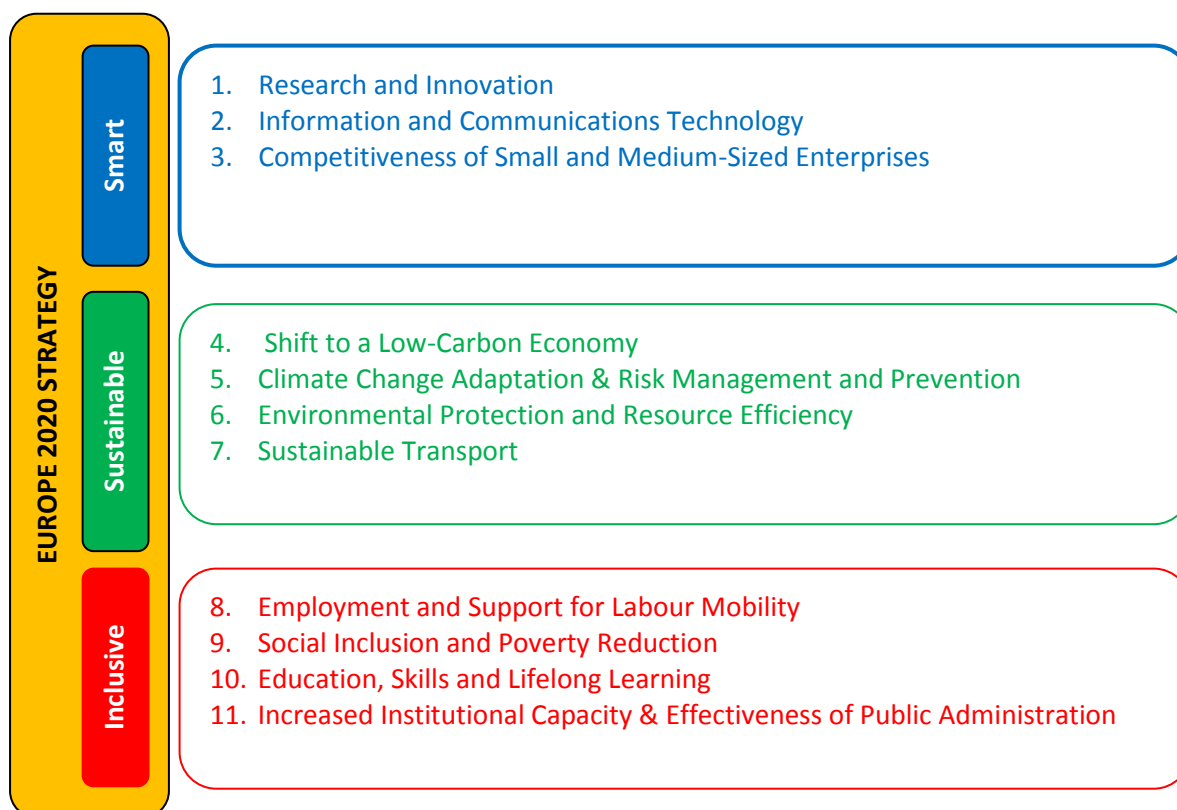 EUROPE 2020 STRATEGY
Smart
1. Research and Innovation
2. Information and Communications Technology
3. Competitiveness of Small and Medium-Sized Enterprises
Sustainable
4. Shift to a Low-Carbon Economy
5. Climate Change Adaptation & Risk Management and Prevention
6. Environmental Protection and Resource Efficiency
7. Sustainable Transport
Inclusive
8. Employment and Support for Labour Mobility
9. Social Inclusion and Poverty Reduction
10. Education, Skills and Lifelong Learning
11. Increased Institutional Capacity & Effectiveness of Public Administration